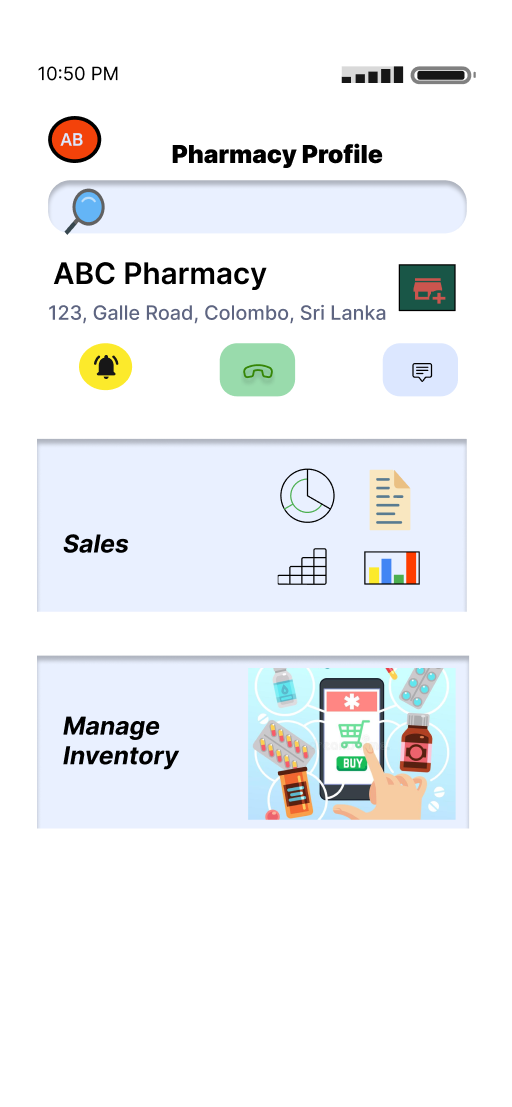 10:50 PM
AB
Pharmacy Profile
ABC Pharmacy
123, Galle Road, Colombo, Sri Lanka
Sales
Manage
Inventory
BUY